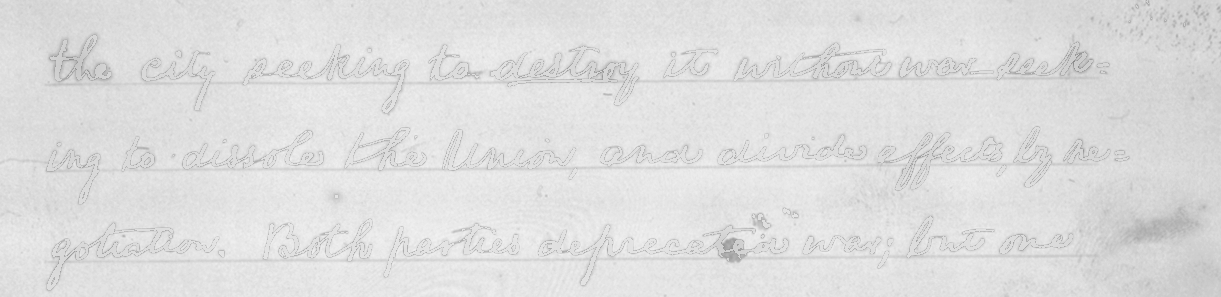 the city seeking to destroy it without war seek=
ing to dissole the Union, and divide effects, by ne=
gotiation. Both parties deprecated war; but one